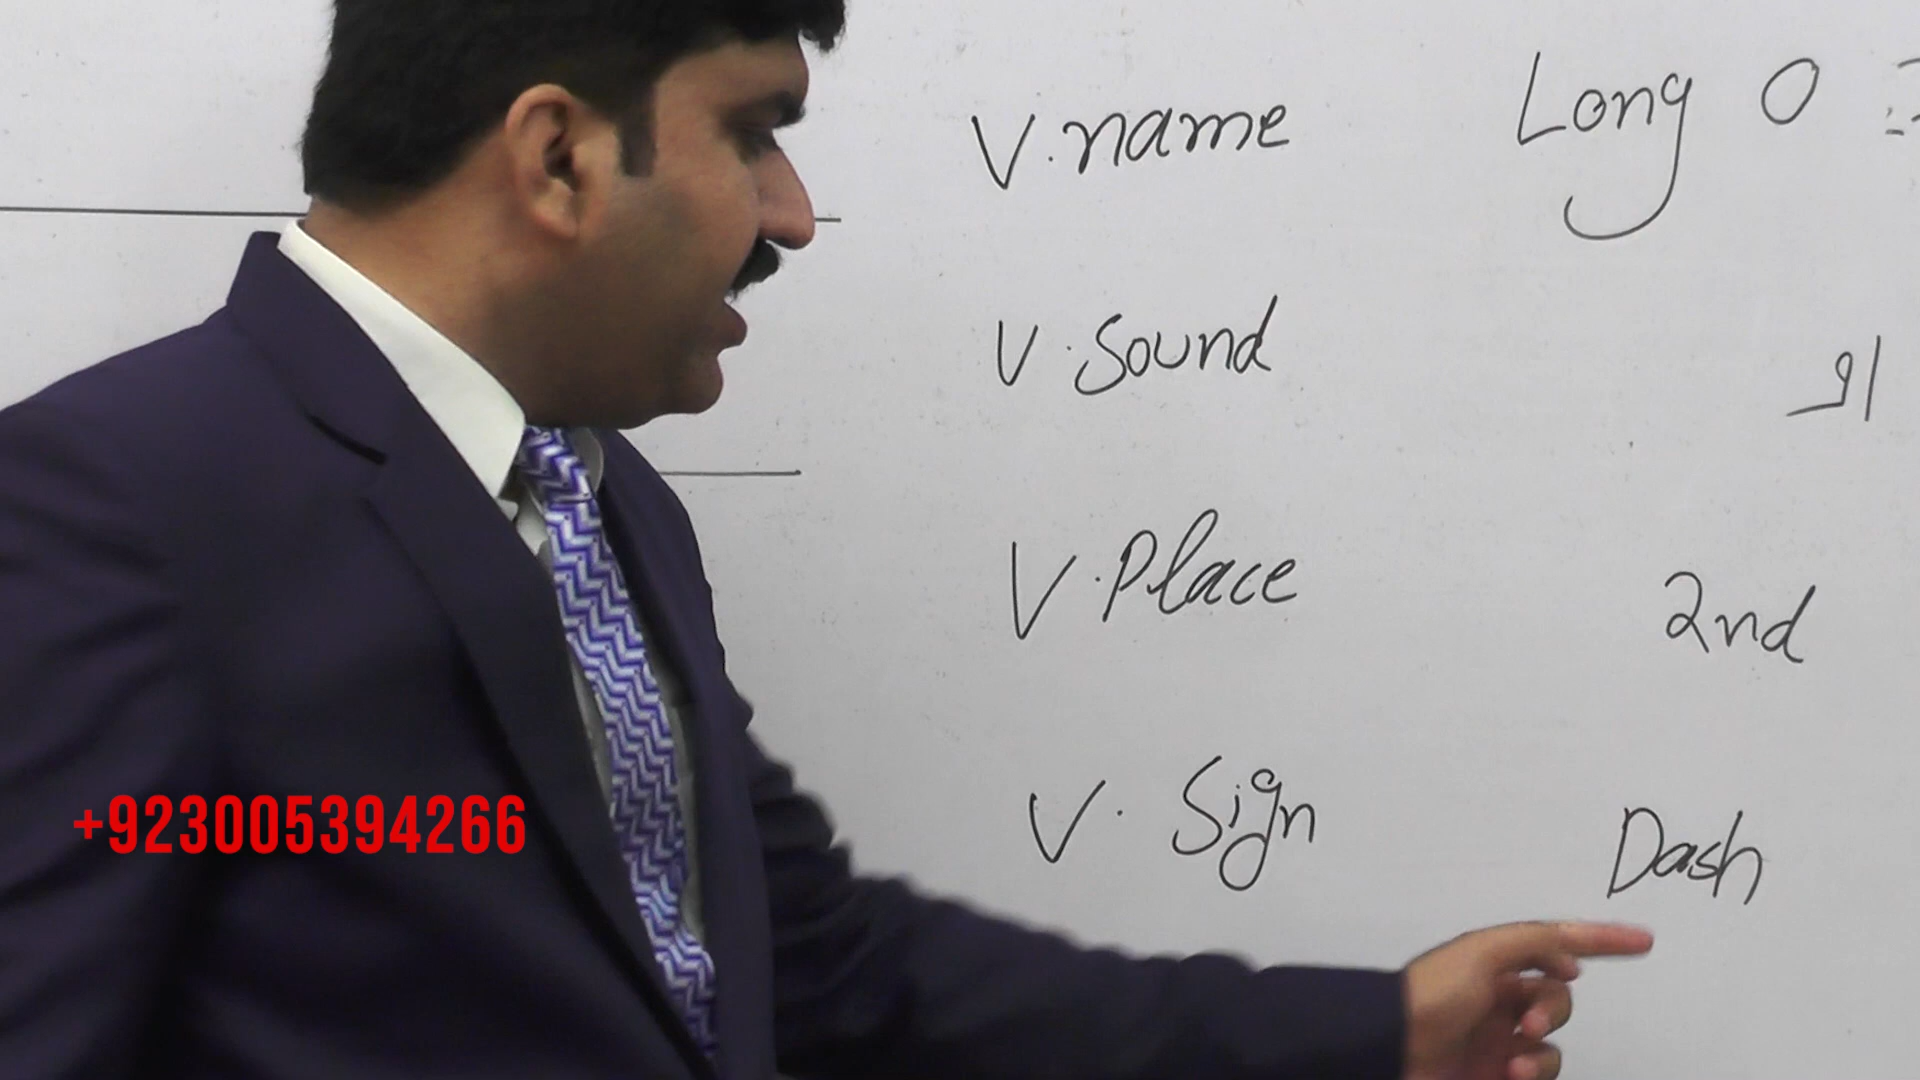 V. name Long O
V. Sound او
V. Place 2nd
V. Sign Dash
+923005394266